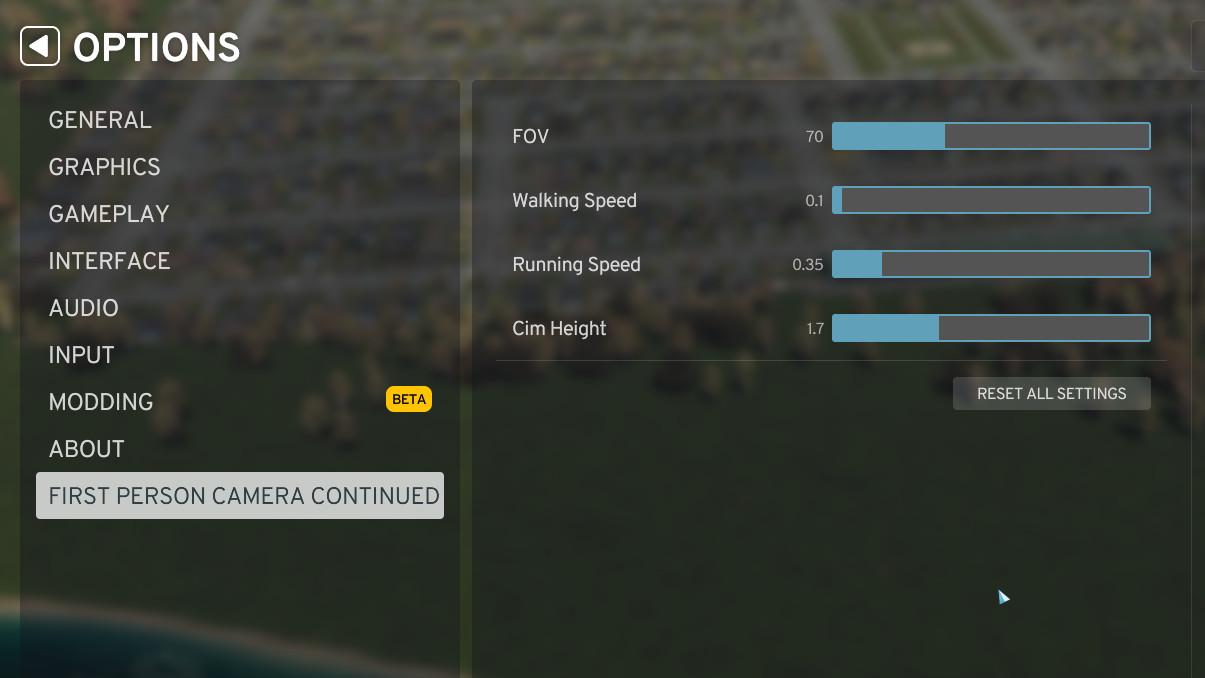 OPTIONS
GENERAL
GRAPHICS
GAMEPLAY
INTERFACE
AUDIO
INPUT
MODDING BETA
ABOUT
FIRST PERSON CAMERA CONTINUED
FOV 70
Walking Speed 0.1
Running Speed 0.35
Cim Height 1.7
RESET ALL SETTINGS